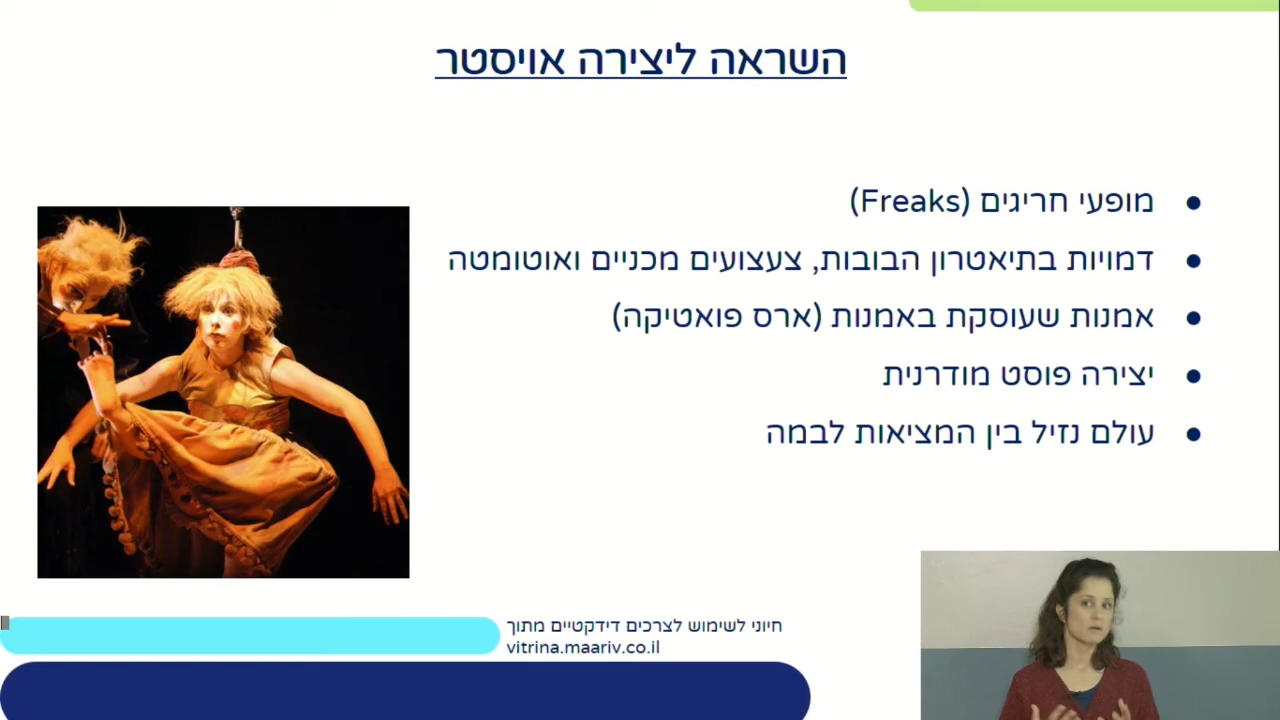 השראה ליצירה אויסטר
מופעי חריגים (Freaks)
דמויות בתיאטרון הבובות, צעצועים מכניים ואוטומטה
אמנות שעוסקת באמנות (ארס פואטיקה)
יצירה פוסט מודרנית
עולם נזיל בין המציאות לבמה
חיוני לשימוש לצרכים דידקטיים מתוך
vitrina.maariv.co.il